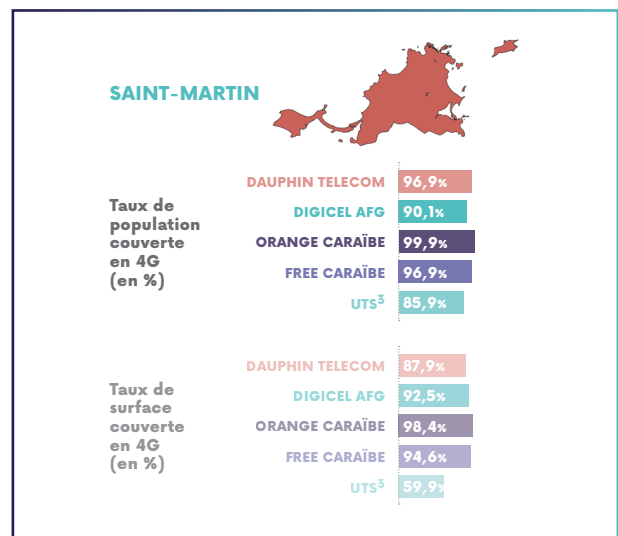 SAINT-MARTIN
Taux de
population
couverte
en 4G
(en %)
DAUPHIN TELECOM 96,9%
DIGICEL AFG 90,1%
ORANGE CARAÏBE 99,9%
FREE CARAÏBE 96,9%
UTS³ 85,9%
Taux de
surface
couverte
en 4G
(en %)
DAUPHIN TELECOM 87,9%
DIGICEL AFG 92,5%
ORANGE CARAÏBE 98,4%
FREE CARAÏBE 94,6%
UTS³ 59,9%